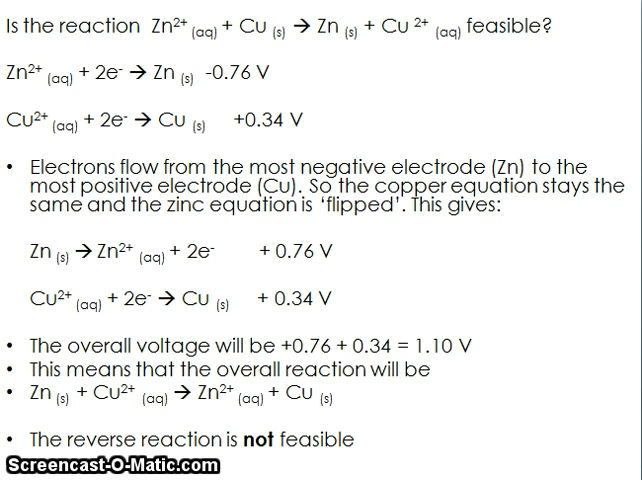 Is the reaction Zn²⁺ (aq) + Cu (s) → Zn (s) + Cu ²⁺ (aq) feasible?
Zn²⁺ (aq) + 2e⁻ → Zn (s) -0.76 V
Cu²⁺ (aq) + 2e⁻ → Cu (s) +0.34 V
• Electrons flow from the most negative electrode (Zn) to the
most positive electrode (Cu). So the copper equation stays the
same and the zinc equation is ‘flipped’. This gives:
Zn (s) → Zn²⁺ (aq) + 2e⁻ + 0.76 V
Cu²⁺ (aq) + 2e⁻ → Cu (s) + 0.34 V
• The overall voltage will be +0.76 + 0.34 = 1.10 V
• This means that the overall reaction will be
• Zn (s) + Cu²⁺ (aq) → Zn²⁺ (aq) + Cu (s)
• The reverse reaction is not feasible
Screencast-O-Matic.com